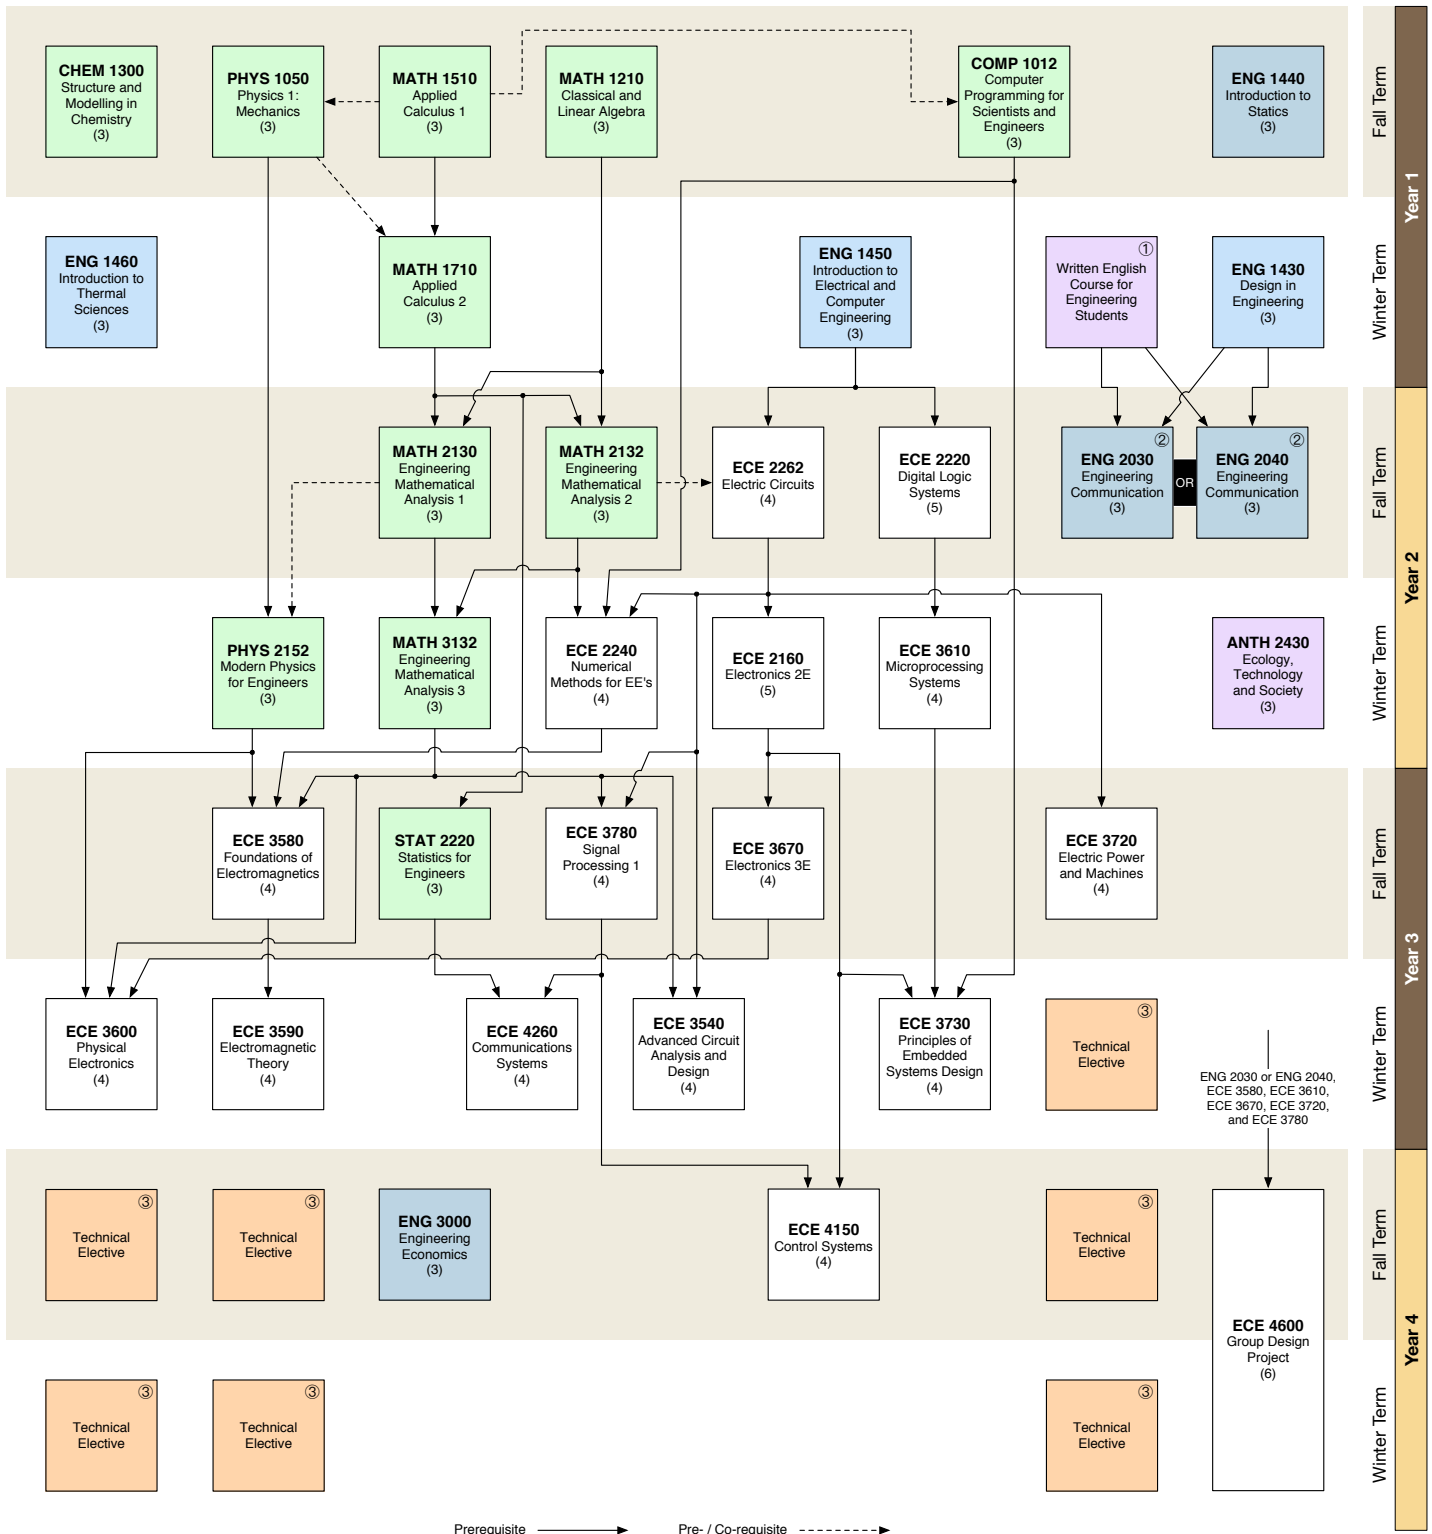 CHEM 1300
Structure and
Modelling in
Chemistry
(3)
PHYS 1050
Physics 1:
Mechanics
(3)
MATH 1510
Applied
Calculus 1
(3)
MATH 1210
Classical and
Linear Algebra
(3)
COMP 1012
Computer
Programming for
Scientists and
Engineers
(3)
ENG 1440
Introduction to
Statics
(3)
Fall Term
Year 1
ENG 1460
Introduction to
Thermal
Sciences
(3)
MATH 1710
Applied
Calculus 2
(3)
ENG 1450
Introduction to
Electrical and
Computer
Engineering
(3)
①
Written English
Course for
Engineering
Students
ENG 1430
Design in
Engineering
(3)
Winter Term
MATH 2130
Engineering
Mathematical
Analysis 1
(3)
MATH 2132
Engineering
Mathematical
Analysis 2
(3)
ECE 2262
Electric Circuits
(4)
ECE 2220
Digital Logic
Systems
(5)
②
ENG 2030
Engineering
Communication
(3)
OR
②
ENG 2040
Engineering
Communication
(3)
Fall Term
Year 2
PHYS 2152
Modern Physics
for Engineers
(3)
MATH 3132
Engineering
Mathematical
Analysis 3
(3)
ECE 2240
Numerical
Methods for EE's
(4)
ECE 2160
Electronics 2E
(5)
ECE 3610
Microprocessing
Systems
(4)
ANTH 2430
Ecology,
Technology
and Society
(3)
Winter Term
ECE 3580
Foundations of
Electromagnetics
(4)
STAT 2220
Statistics for
Engineers
(3)
ECE 3780
Signal
Processing 1
(4)
ECE 3670
Electronics 3E
(4)
ECE 3720
Electric Power
and Machines
(4)
Fall Term
Year 3
ECE 3600
Physical
Electronics
(4)
ECE 3590
Electromagnetic
Theory
(4)
ECE 4260
Communications
Systems
(4)
ECE 3540
Advanced Circuit
Analysis and
Design
(4)
ECE 3730
Principles of
Embedded
Systems Design
(4)
③
Technical
Elective
ENG 2030 or ENG 2040,
ECE 3580, ECE 3610,
ECE 3670, ECE 3720,
and ECE 3780
Winter Term
③
Technical
Elective
③
Technical
Elective
ENG 3000
Engineering
Economics
(3)
ECE 4150
Control Systems
(4)
③
Technical
Elective
ECE 4600
Group Design
Project
(6)
Fall Term
Year 4
③
Technical
Elective
③
Technical
Elective
③
Technical
Elective
Winter Term
Prerequisite
Pre- / Co-requisite